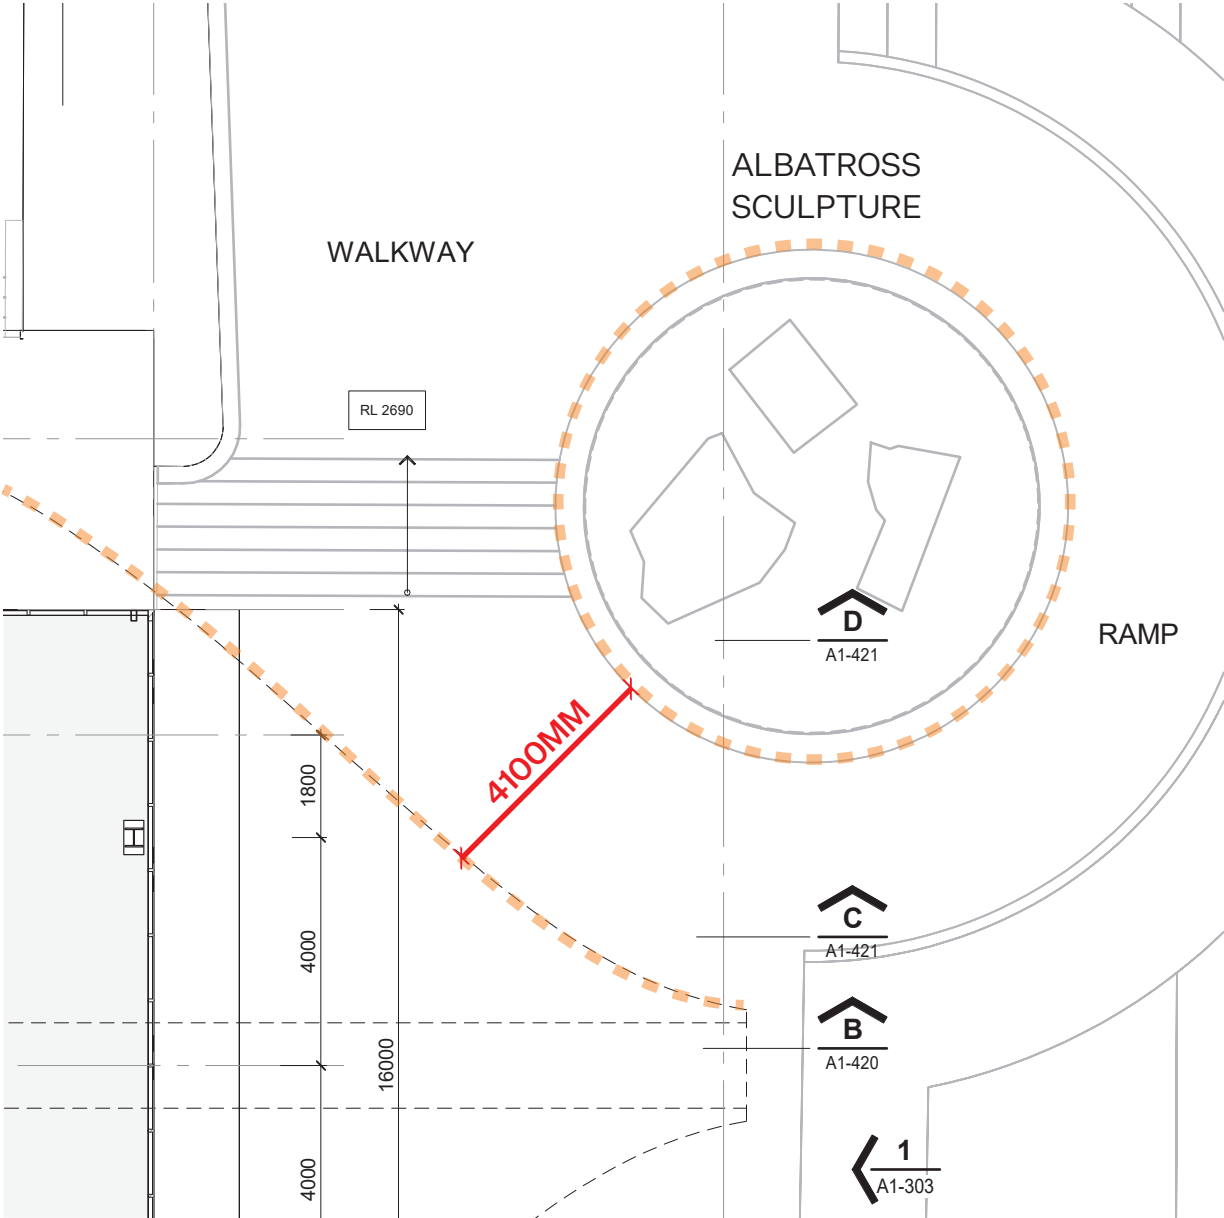 ALBATROSS
SCULPTURE
WALKWAY
RL 2690
D
A1-421
RAMP
4100MM
1800
C
A1-421
4000
B
A1-420
16000
1
A1-303
4000